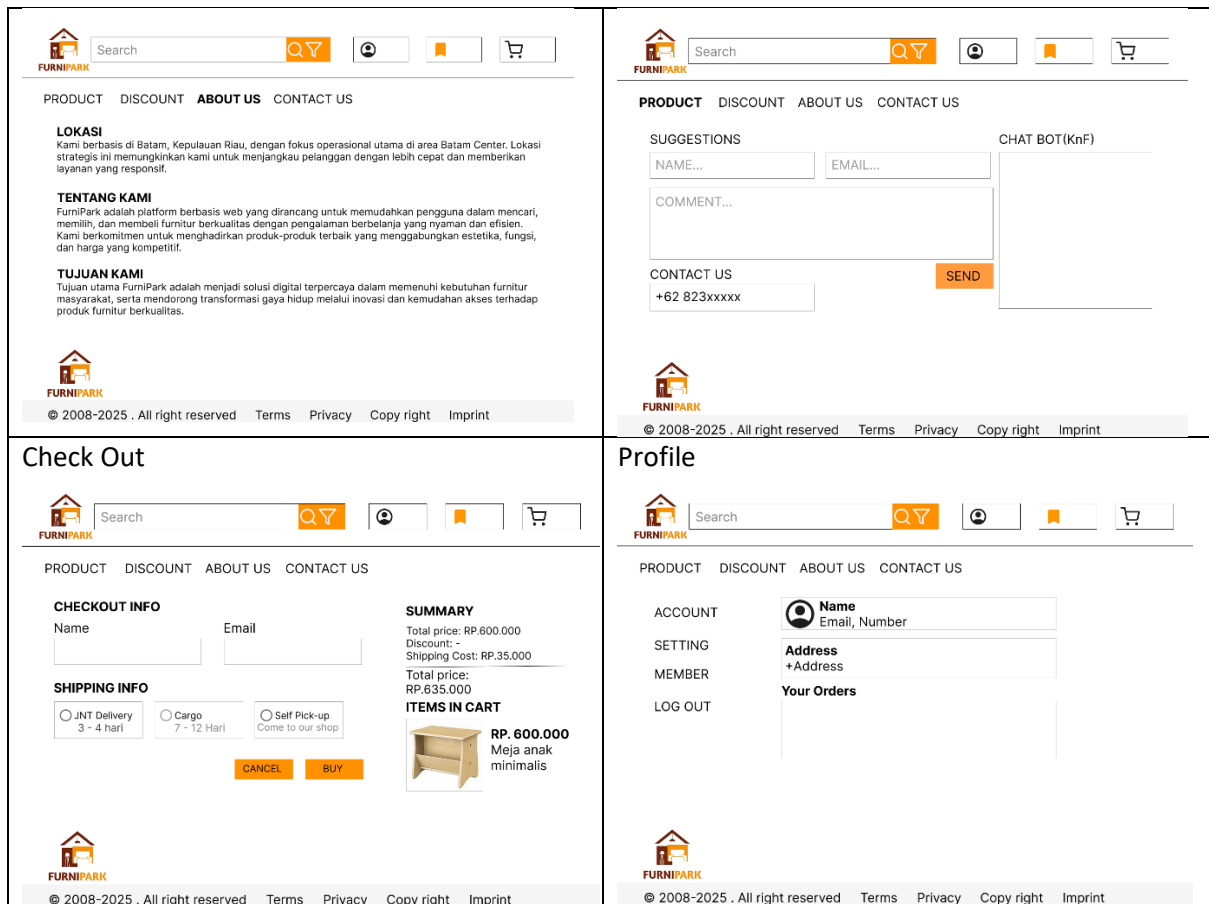 FURNIPARK
Search
PRODUCT DISCOUNT ABOUT US CONTACT US
LOKASI
Kami berbasis di Batam, Kepulauan Riau, dengan fokus operasional utama di area Batam Center. Lokasi
strategis ini memungkinkan kami untuk menjangkau pelanggan dengan lebih cepat dan memberikan
layanan yang responsif.
TENTANG KAMI
FurniPark adalah platform berbasis web yang dirancang untuk memudahkan pengguna dalam mencari,
memilih, dan membeli furnitur berkualitas dengan pengalaman berbelanja yang nyaman dan efisien.
Kami berkomitmen untuk menghadirkan produk-produk terbaik yang menggabungkan estetika, fungsi,
dan harga yang kompetitif.
TUJUAN KAMI
Tujuan utama FurniPark adalah menjadi solusi digital terpercaya dalam memenuhi kebutuhan furnitur
masyarakat, serta mendorong transformasi gaya hidup melalui inovasi dan kemudahan akses terhadap
produk furnitur berkualitas.
FURNIPARK
© 2008-2025 . All right reserved Terms Privacy Copy right Imprint
FURNIPARK
Search
PRODUCT DISCOUNT ABOUT US CONTACT US
SUGGESTIONS
NAME...
EMAIL...
COMMENT...
CONTACT US
SEND
+62 823xxxxx
CHAT BOT(KnF)
FURNIPARK
© 2008-2025 . All right reserved Terms Privacy Copy right Imprint
Check Out
FURNIPARK
Search
PRODUCT DISCOUNT ABOUT US CONTACT US
CHECKOUT INFO
Name Email
SHIPPING INFO
JNT Delivery
3 - 4 hari
Cargo
7 - 12 Hari
Self Pick-up
Come to our shop
CANCEL BUY
SUMMARY
Total price: RP.600.000
Discount: -
Shipping Cost: RP.35.000
Total price:
RP.635.000
ITEMS IN CART
RP. 600.000
Meja anak
minimalis
FURNIPARK
© 2008-2025 . All right reserved Terms Privacy Copy right Imprint
Profile
FURNIPARK
Search
PRODUCT DISCOUNT ABOUT US CONTACT US
ACCOUNT
SETTING
MEMBER
LOG OUT
Name
Email, Number
Address
+Address
Your Orders
FURNIPARK
© 2008-2025 . All right reserved Terms Privacy Copy right Imprint